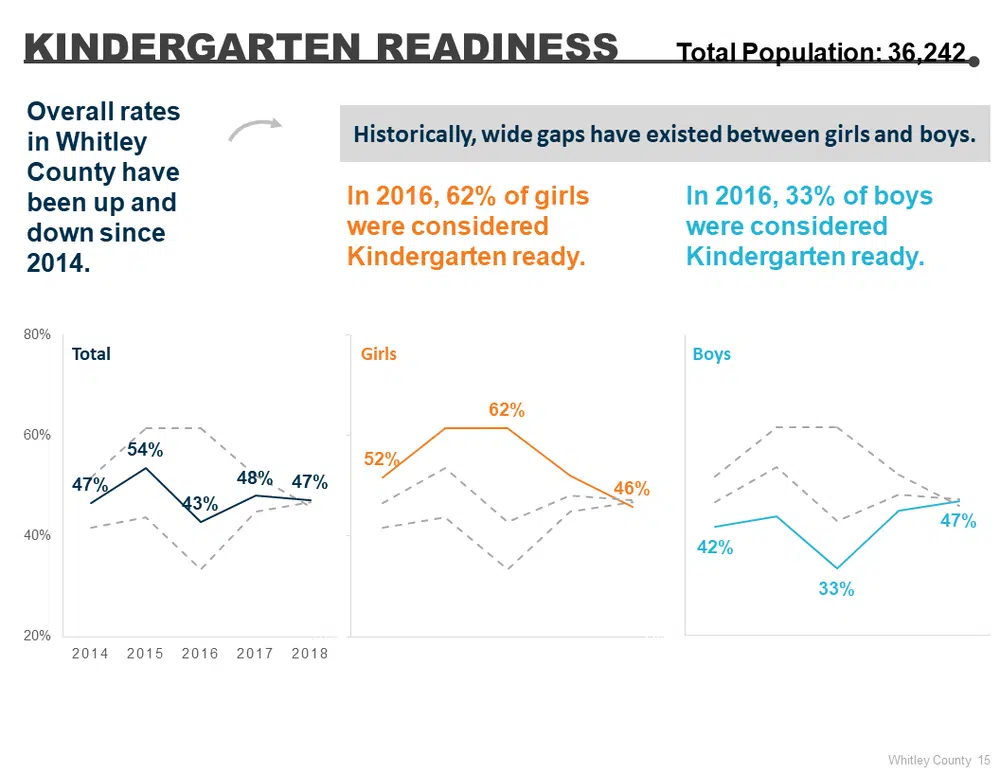 KINDERGARTEN READINESS
Total Population: 36,242
Overall rates
in Whitley
County have
been up and
down since
2014.
Historically, wide gaps have existed between girls and boys.
In 2016, 62% of girls
were considered
Kindergarten ready.
In 2016, 33% of boys
were considered
Kindergarten ready.
80%
60%
40%
20%
Total
47%
54%
43%
48%
47%
2014 2015 2016 2017 2018
Girls
52%
62%
46%
Boys
42%
33%
47%
Whitley County 15